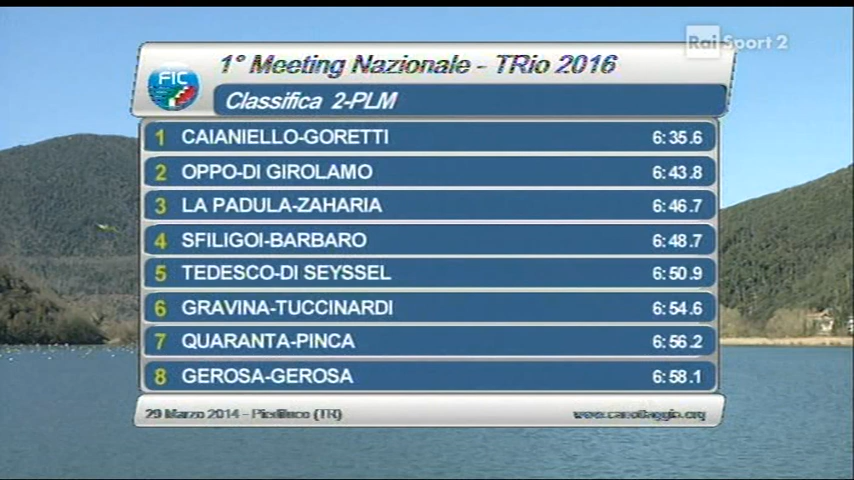 Rai Sport 2
FIC
1° Meeting Nazionale - TRio 2016
Classifica 2-PLM
1 CAIANIELLO-GORETTI 6:35.6
2 OPPO-DI GIROLAMO 6:43.8
3 LA PADULA-ZAHARIA 6:46.7
4 SFILIGOI-BARBARO 6:48.7
5 TEDESCO-DI SEYSSEL 6:50.9
6 GRAVINA-TUCCINARDI 6:54.6
7 QUARANTA-PINCA 6:56.2
8 GEROSA-GEROSA 6:58.1
29 Marzo 2014 - Piediluco (TR)
www.canottaggio.org